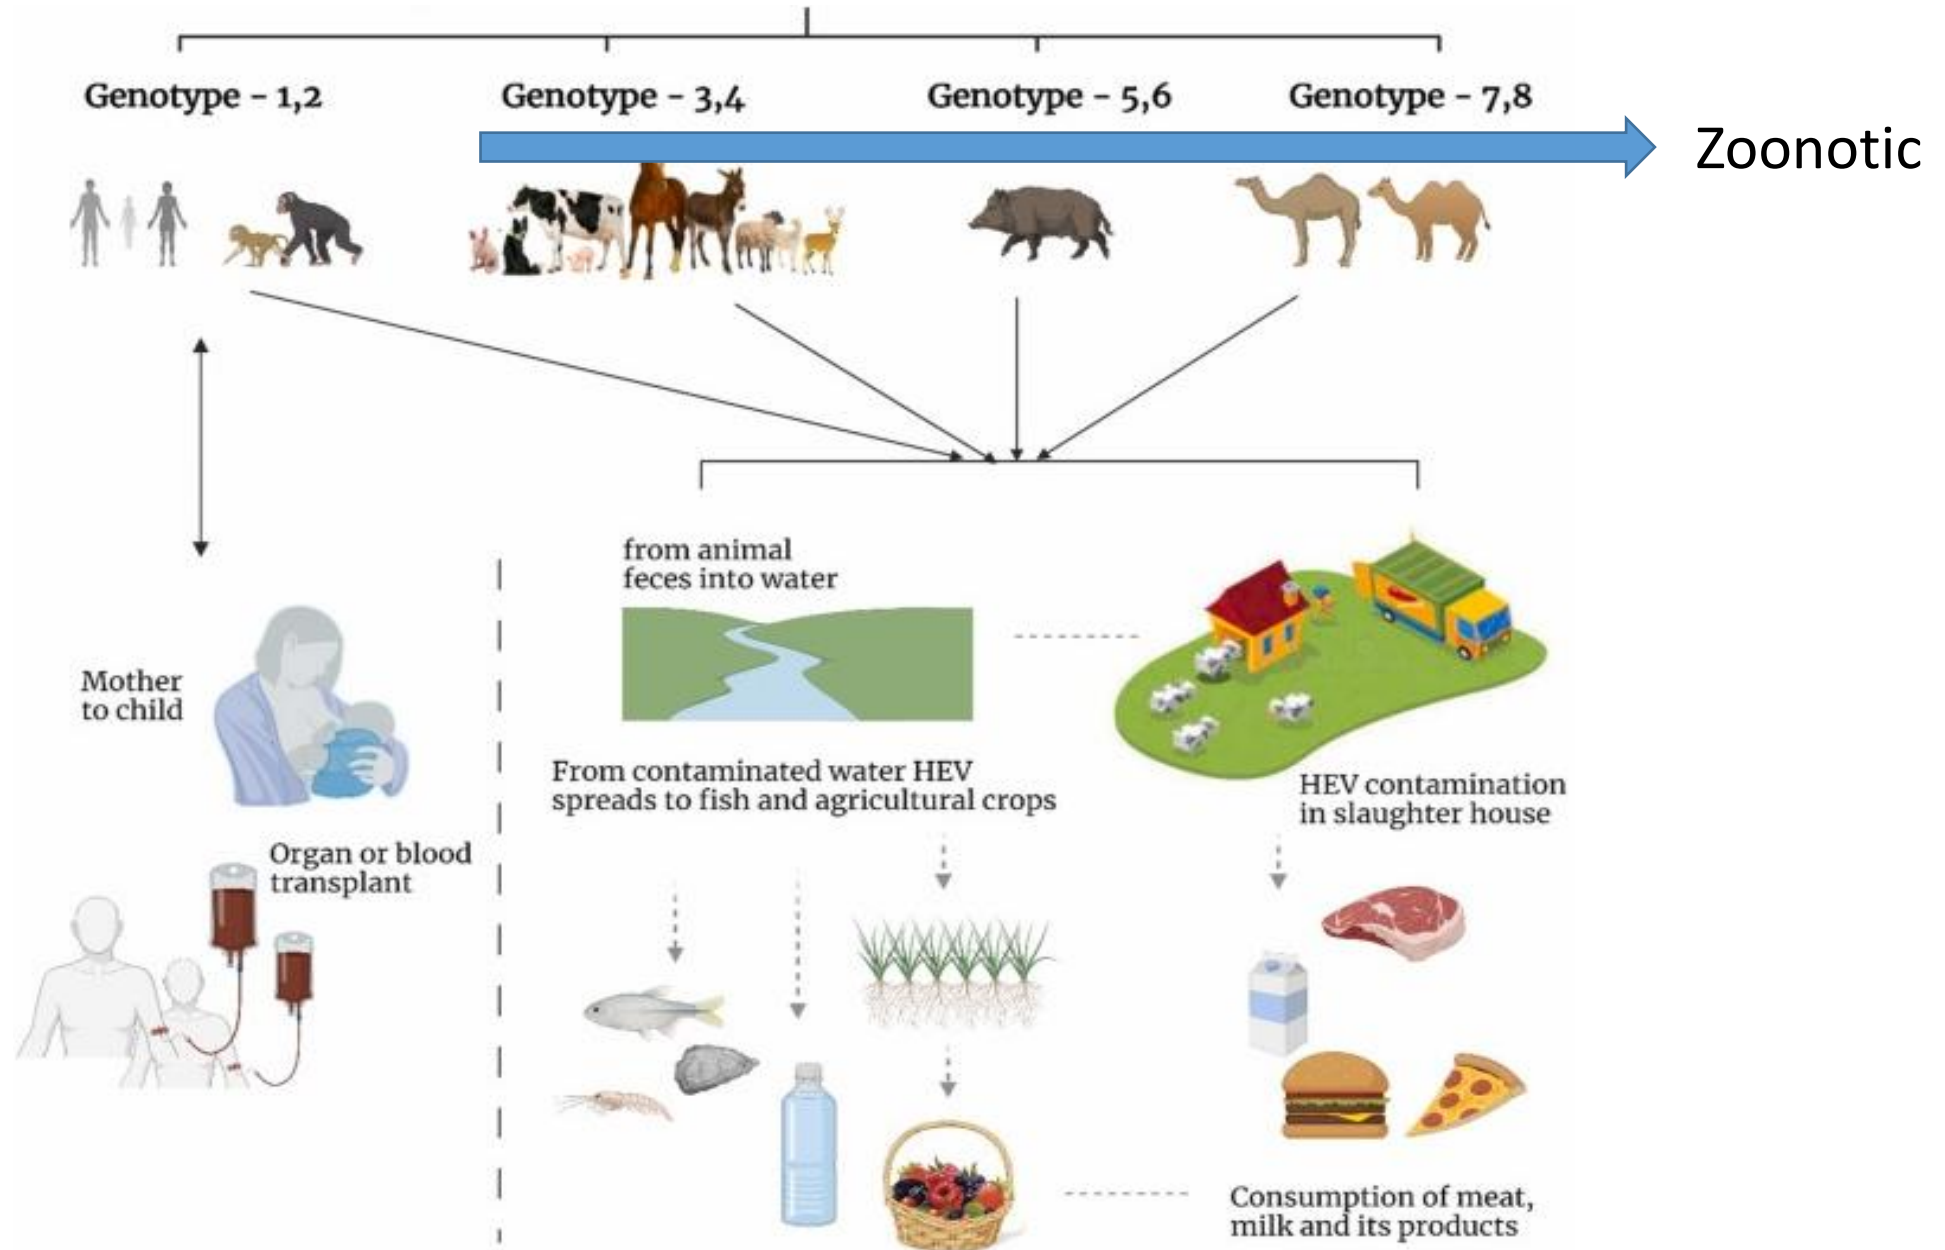 Genotype - 1,2
Genotype - 3,4
Genotype - 5,6
Genotype - 7,8
Zoonotic
from animal
feces into water
Mother
to child
From contaminated water HEV
spreads to fish and agricultural crops
HEV contamination
in slaughter house
Organ or blood
transplant
Consumption of meat,
milk and its products